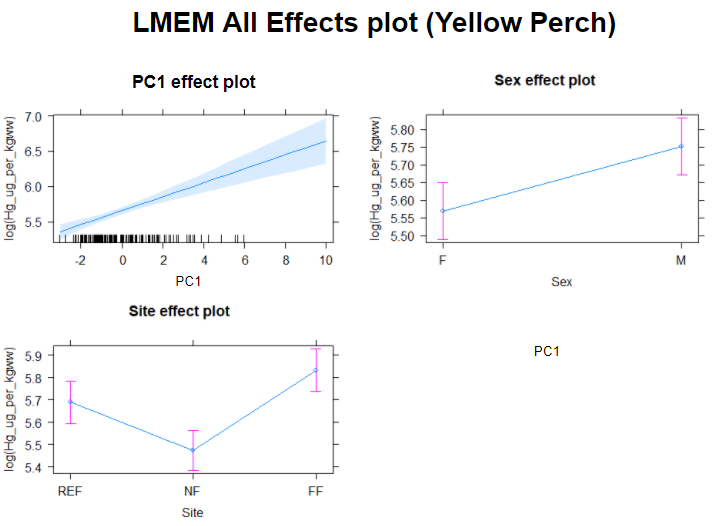 LMEM All Effects plot (Yellow Perch)
PC1 effect plot
log(Hg_ug_per_kgww)
7.0
6.5
6.0
5.5
-2 0 2 4 6 8 10
PC1
Sex effect plot
log(Hg_ug_per_kgww)
5.80
5.75
5.70
5.65
5.60
5.55
5.50
F M
Sex
Site effect plot
log(Hg_ug_per_kgww)
5.9
5.8
5.7
5.6
5.5
5.4
REF NF FF
Site
PC1